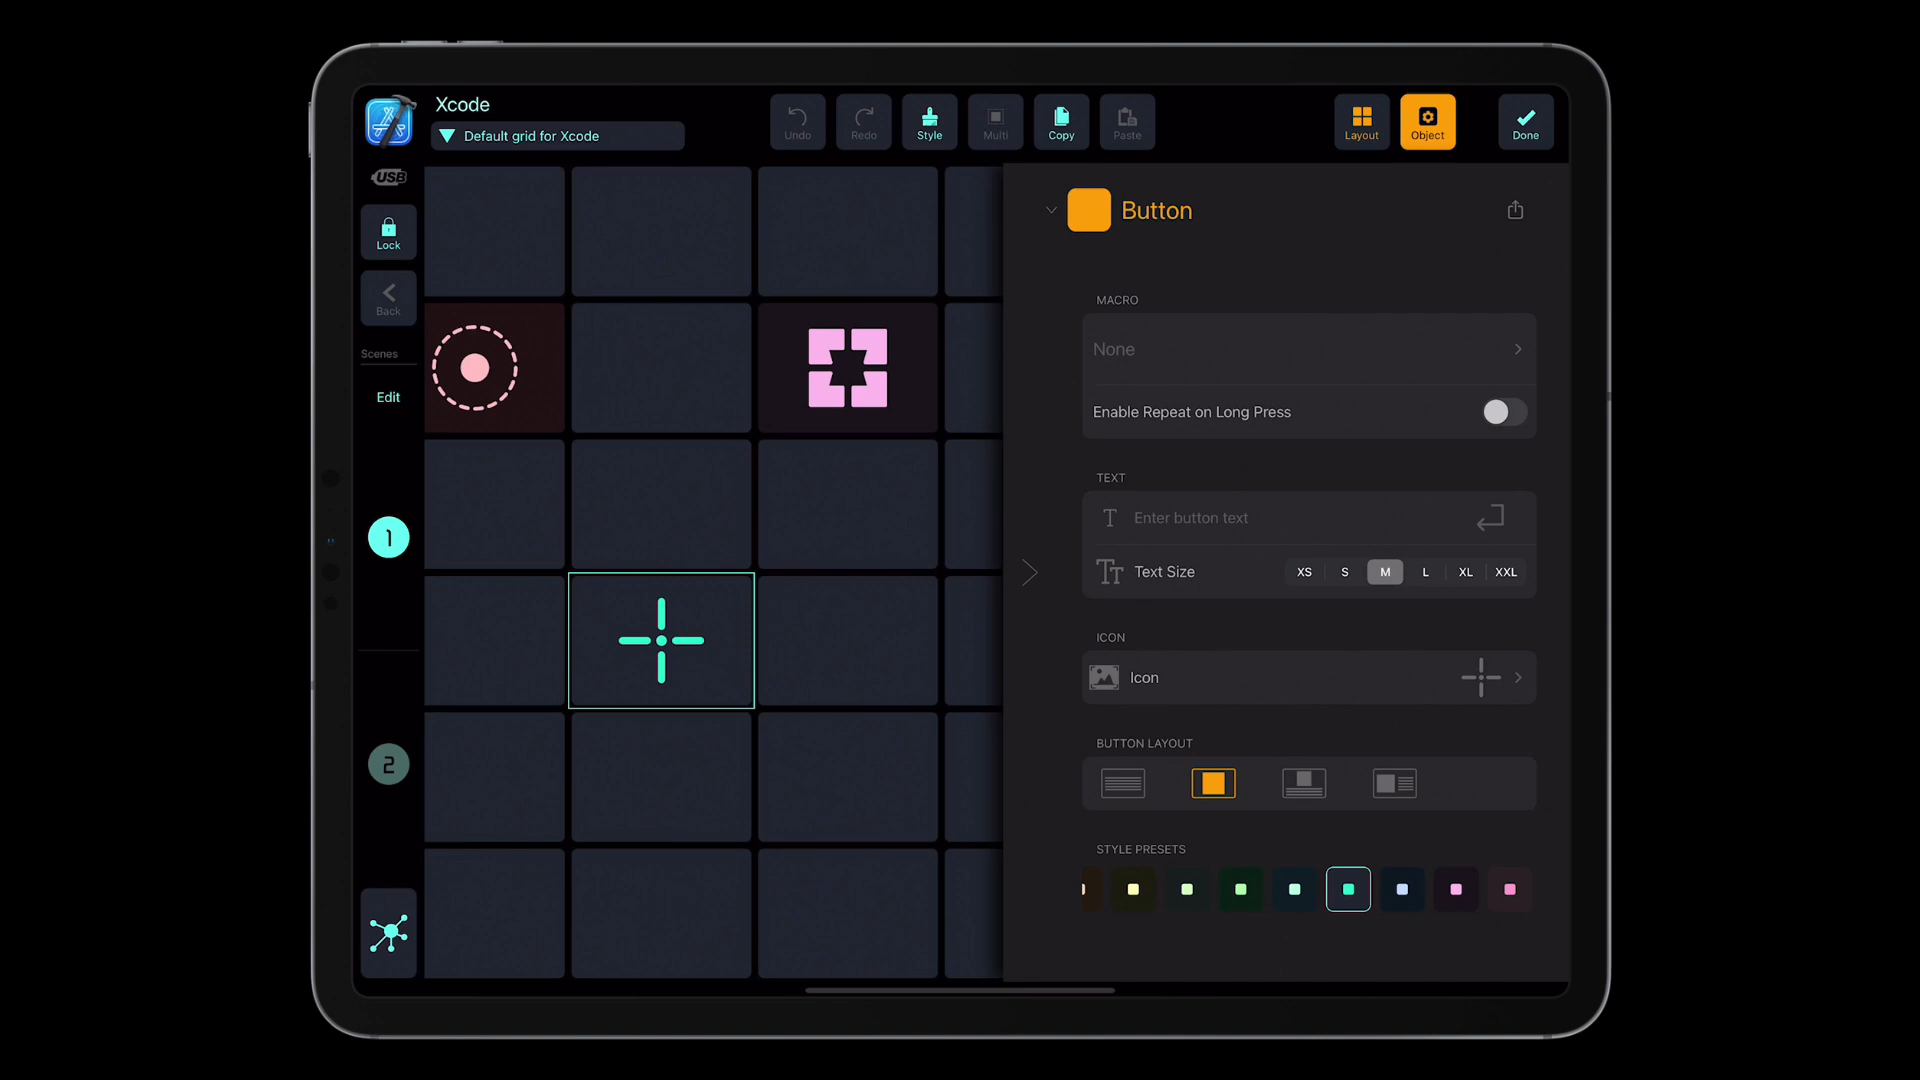 Xcode
Default grid for Xcode
Undo
Redo
Style
Multi
Copy
Paste
Layout
Object
Done
USB
Lock
Back
Scenes
Edit
1
2
Button
MACRO
None
Enable Repeat on Long Press
TEXT
Enter button text
Text Size
XS
S
M
L
XL
XXL
ICON
Icon
BUTTON LAYOUT
STYLE PRESETS